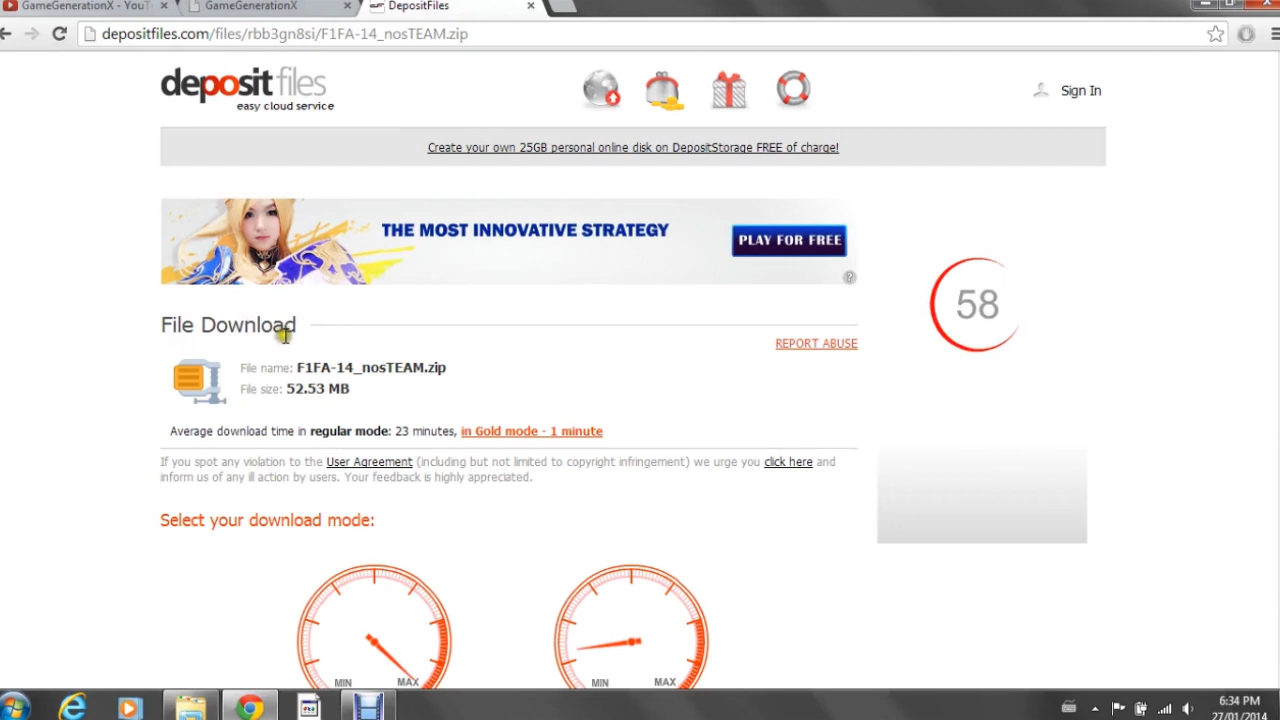 GameGenerationX - YouT
GameGenerationX
DepositFiles
depositfiles.com/files/rbb3gn8si/F1FA-14_nosTEAM.zip
depositfiles
easy cloud service
Sign In
Create your own 25GB personal online disk on DepositStorage FREE of charge!
THE MOST INNOVATIVE STRATEGY
PLAY FOR FREE
?
58
File Download
REPORT ABUSE
File name: F1FA-14_nosTEAM.zip
File size: 52.53 MB
Average download time in regular mode: 23 minutes, in Gold mode - 1 minute
If you spot any violation to the User Agreement (including but not limited to copyright infringement) we urge you click here and
inform us of any ill action by users. Your feedback is highly appreciated.
Select your download mode:
MIN MAX
MIN MAX
6:34 PM
27/01/2014